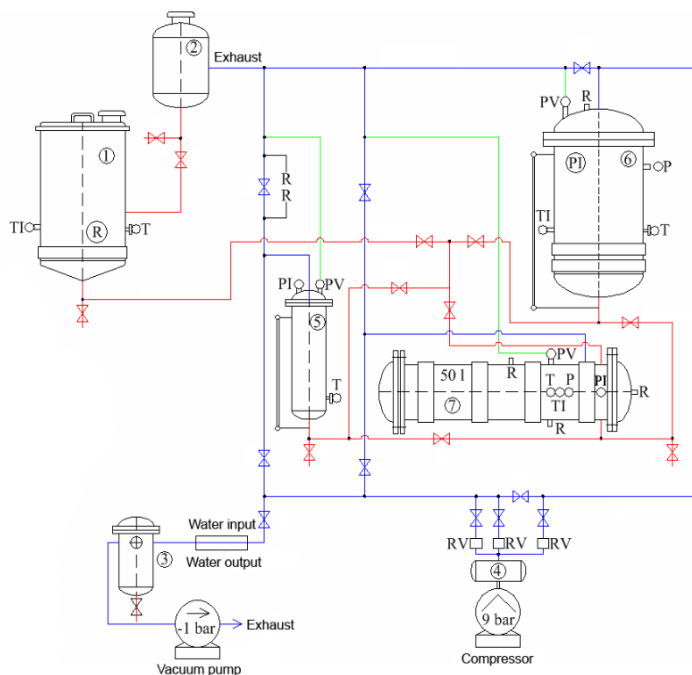 2
Exhaust
1
R
TI
T
R
R
PV
R
PI
6
P
TI
T
PI
PV
5
T
PV
R
50 l
T
P
TI
PI
R
7
R
Water input
Water output
3
-1 bar
Exhaust
Vacuum pump
RV
RV
RV
4
9 bar
Compressor